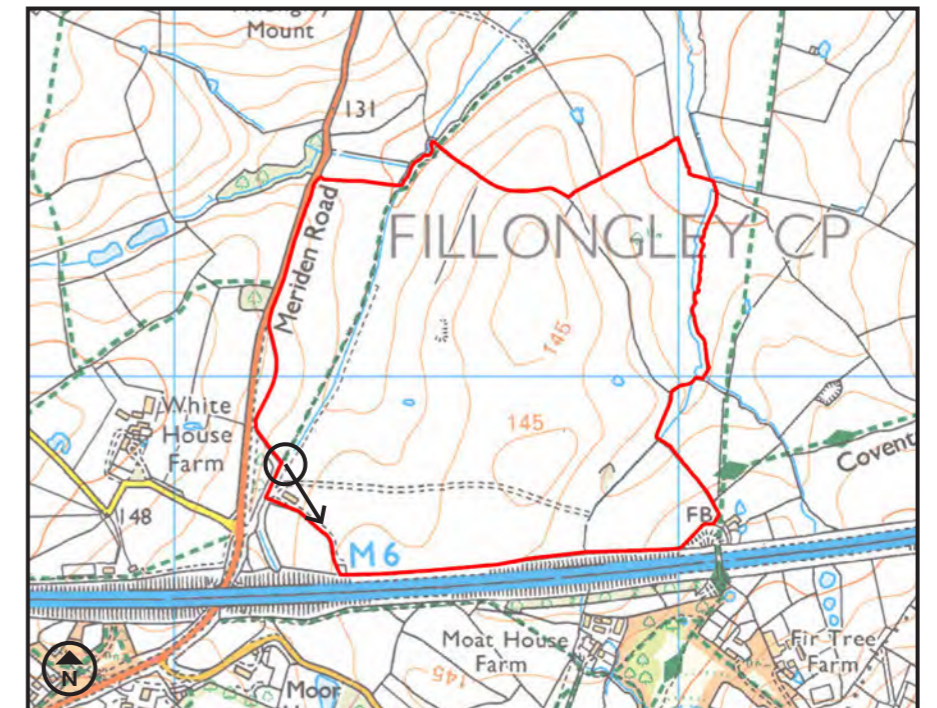 Mount
131
Meriden Road
FILLONGLEY CP
145
White
House
Farm
145
Covent
148
FB
M6
Moat House
Farm
Fir Tree
Farm
145
Moor
N